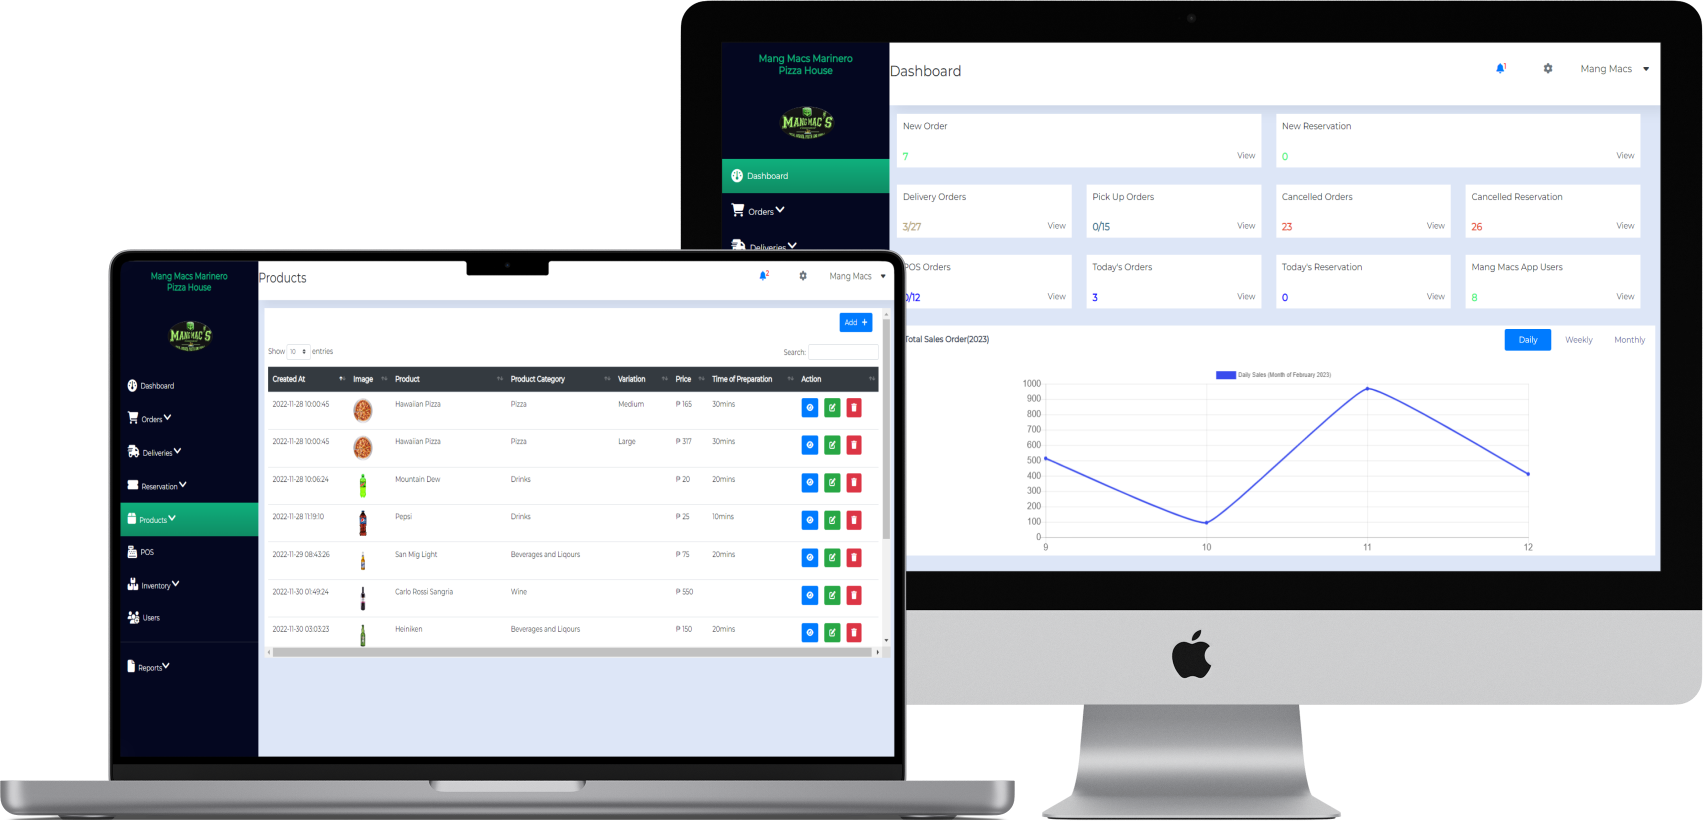 Mang Macs Marinero
Pizza House
MANG MAC'S
Dashboard
Orders
Deliveries
Dashboard
1
Mang Macs
New Order
7
View
New Reservation
0
View
Delivery Orders
3/27
View
Pick Up Orders
0/15
View
Cancelled Orders
23
View
Cancelled Reservation
26
View
POS Orders
0/12
View
Today's Orders
3
View
Today's Reservation
0
View
Mang Macs App Users
8
View
Total Sales Order(2023)
Daily
Weekly
Monthly
Daily Sales (Month of February 2023)
1000
900
800
700
600
500
400
300
200
100
0
9 10 11 12
Mang Macs Marinero
Pizza House
MANG MAC'S
Dashboard
Orders
Deliveries
Reservation
Products
POS
Inventory
Users
Reports
Products
2
Mang Macs
Add +
Show 10 entries
Search:
Created At Image Product Product Category Variation Price Time of Preparation Action
2022-11-28 10:00:45 Hawaiian Pizza Pizza Medium ₱ 165 30mins
2022-11-28 10:00:45 Hawaiian Pizza Pizza Large ₱ 317 30mins
2022-11-28 10:06:24 Mountain Dew Drinks ₱ 20 20mins
2022-11-28 11:19:10 Pepsi Drinks ₱ 25 10mins
2022-11-29 08:43:26 San Mig Light Beverages and Liqours ₱ 75 20mins
2022-11-30 01:49:24 Carlo Rossi Sangria Wine ₱ 550
2022-11-30 03:03:23 Heiniken Beverages and Liqours ₱ 150 20mins